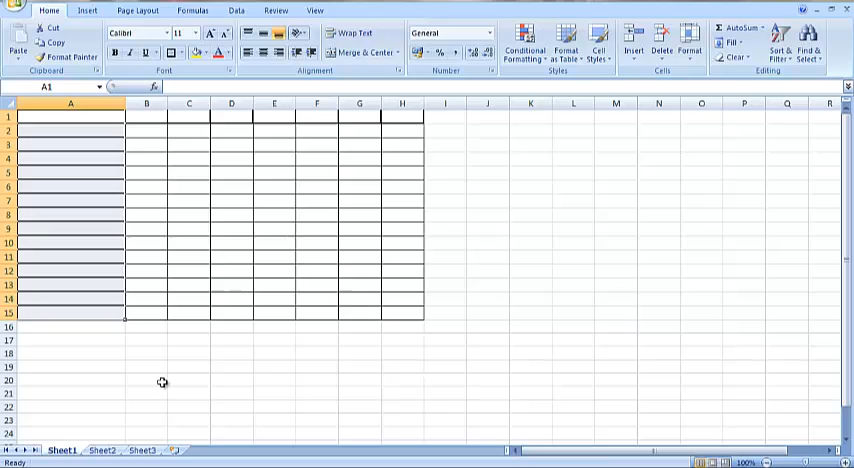 Home Insert Page Layout Formulas Data Review View
Cut
Copy
Format Painter
Paste
Clipboard
Calibri 11 A A
B I U A
Font
Wrap Text
Merge & Center
Alignment
General
$ % , .0 .00
Number
Conditional Formatting
Format as Table
Cell Styles
Styles
Insert Delete Format
Cells
Σ AutoSum
Fill
Clear
Sort & Filter
Find & Select
Editing
A1 fx
A B C D E F G H I J K L M N O P Q R
1
2
3
4
5
6
7
8
9
10
11
12
13
14
15
16
17
18
19
20
21
22
23
24
Sheet1 Sheet2 Sheet3
Ready 100%